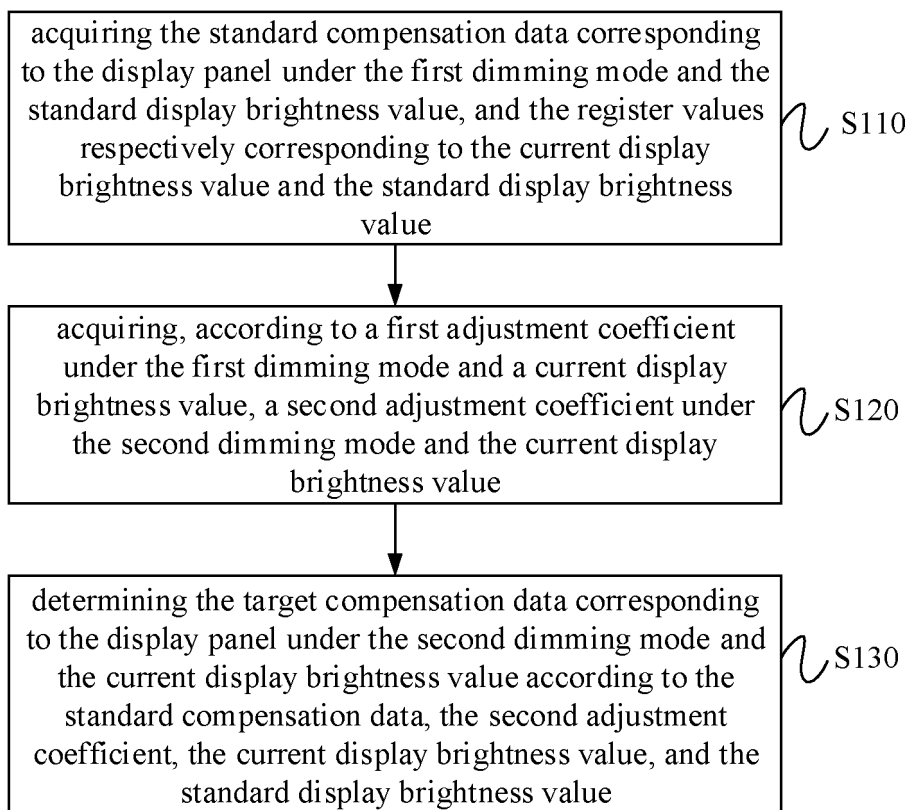 acquiring the standard compensation data corresponding
to the display panel under the first dimming mode and the
standard display brightness value, and the register values
respectively corresponding to the current display
brightness value and the standard display brightness
value
S110
acquiring, according to a first adjustment coefficient
under the first dimming mode and a current display
brightness value, a second adjustment coefficient under
the second dimming mode and the current display
brightness value
S120
determining the target compensation data corresponding
to the display panel under the second dimming mode and
the current display brightness value according to the
standard compensation data, the second adjustment
coefficient, the current display brightness value, and the
standard display brightness value
S130